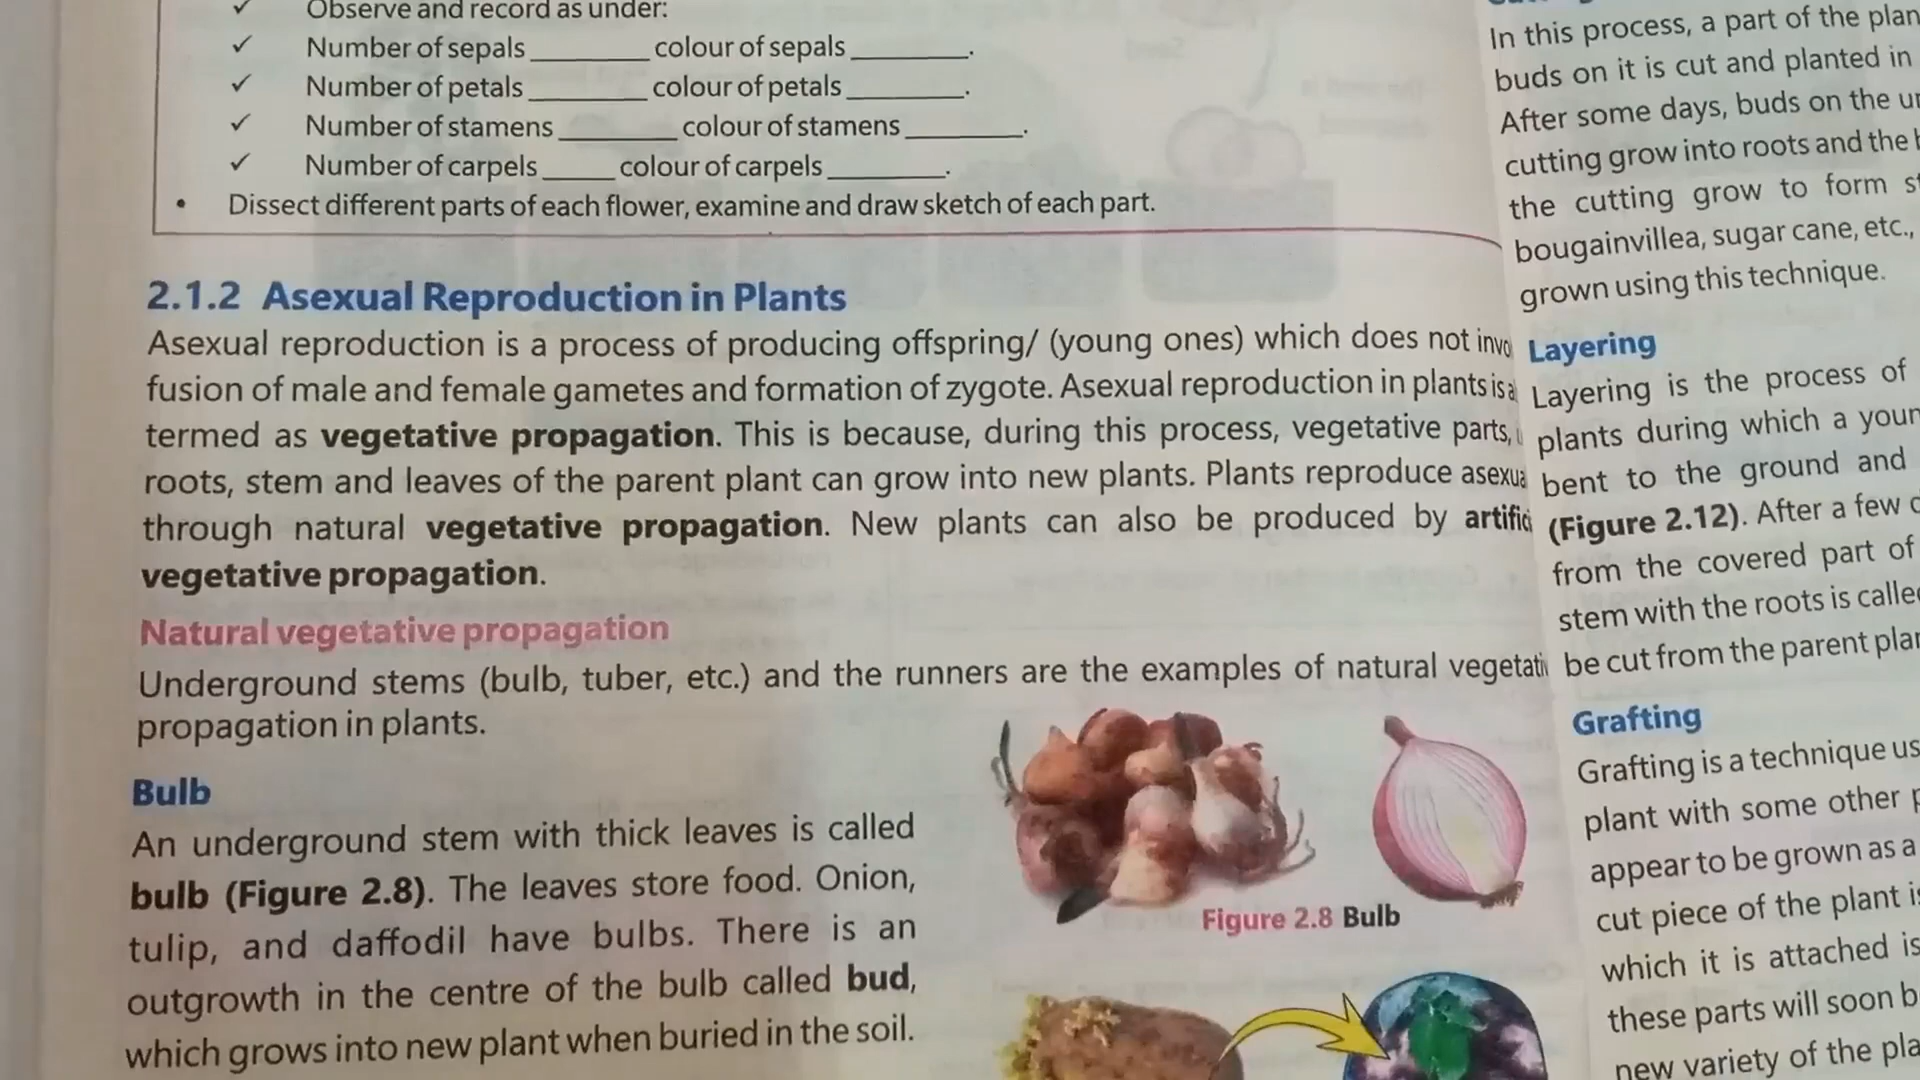 Observe and record as under:
✓ Number of sepals ________ colour of sepals ________.
✓ Number of petals ________ colour of petals ________.
✓ Number of stamens ________ colour of stamens ________.
✓ Number of carpels _____ colour of carpels ________.
• Dissect different parts of each flower, examine and draw sketch of each part.
2.1.2 Asexual Reproduction in Plants
Asexual reproduction is a process of producing offspring/ (young ones) which does not
fusion of male and female gametes and formation of zygote. Asexual reproduction in plants is
termed as vegetative propagation. This is because, during this process, vegetative parts,
roots, stem and leaves of the parent plant can grow into new plants. Plants reproduce
through natural vegetative propagation. New plants can also be produced by
vegetative propagation.
Natural vegetative propagation
Underground stems (bulb, tuber, etc.) and the runners are the examples of natural
propagation in plants.
Bulb
An underground stem with thick leaves is called
bulb (Figure 2.8). The leaves store food. Onion,
tulip, and daffodil have bulbs. There is an
outgrowth in the centre of the bulb called bud,
which grows into new plant when buried in the soil.
Figure 2.8 Bulb
In this process, a part of the
buds on it is cut and planted in
After some days, buds on the
cutting grow into roots and the
the cutting grow to form
bougainvillea, sugar cane, etc.,
grown using this technique.
Layering
Layering is the process of
plants during which a
bent to the ground and
(Figure 2.12). After a few
from the covered part of
stem with the roots is
be cut from the parent
Grafting
Grafting is a technique
plant with some other
appear to be grown as a
cut piece of the plant
which it is attached is
these parts will soon
new variety of the